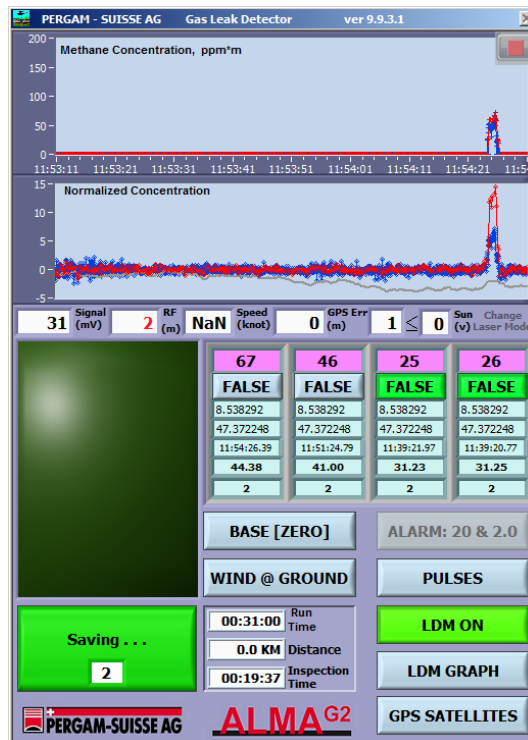 PERGAM - SUISSE AG Gas Leak Detector ver 9.9.3.1
Methane Concentration, ppm*m
200
150
100
50
0
11:53:11 11:53:21 11:53:31 11:53:41 11:53:51 11:54:01 11:54:11 11:54:21 11:54
Normalized Concentration
15
10
5
0
-5
31 Signal (mV) 2 RF (m) NaN Speed (knot) 0 GPS Err (m) 1 ≤ 0 Sun (v) Change Laser Mode
67 46 25 26
FALSE FALSE FALSE FALSE
8.538292 8.538292 8.538292 8.538292
47.372248 47.372248 47.372248 47.372248
11:54:26.39 11:51:24.79 11:39:21.97 11:39:20.77
44.38 41.00 31.23 31.25
2 2 2 2
BASE [ZERO] ALARM: 20 & 2.0
WIND @ GROUND PULSES
Saving . . .
2
00:31:00 Run Time
0.0 KM Distance
00:19:37 Inspection Time
LDM ON
LDM GRAPH
GPS SATELLITES
PERGAM-SUISSE AG
ALMA G2